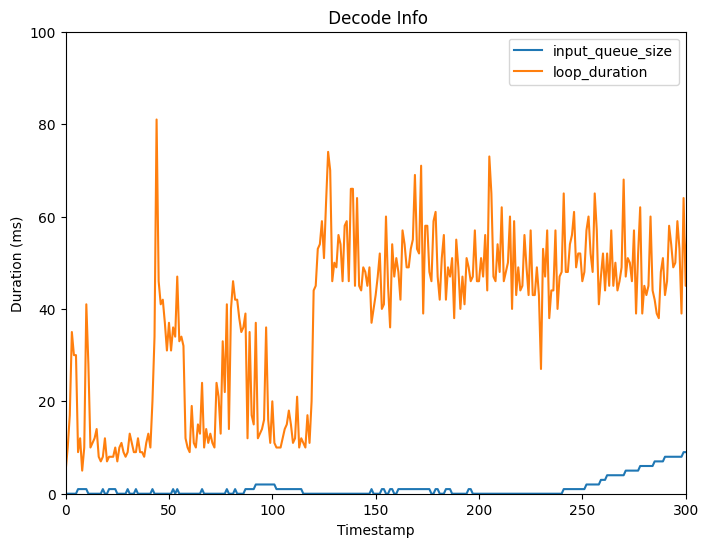 Decode Info
input_queue_size
loop_duration
100
80
60
40
20
0
Duration (ms)
0 50 100 150 200 250 300
Timestamp